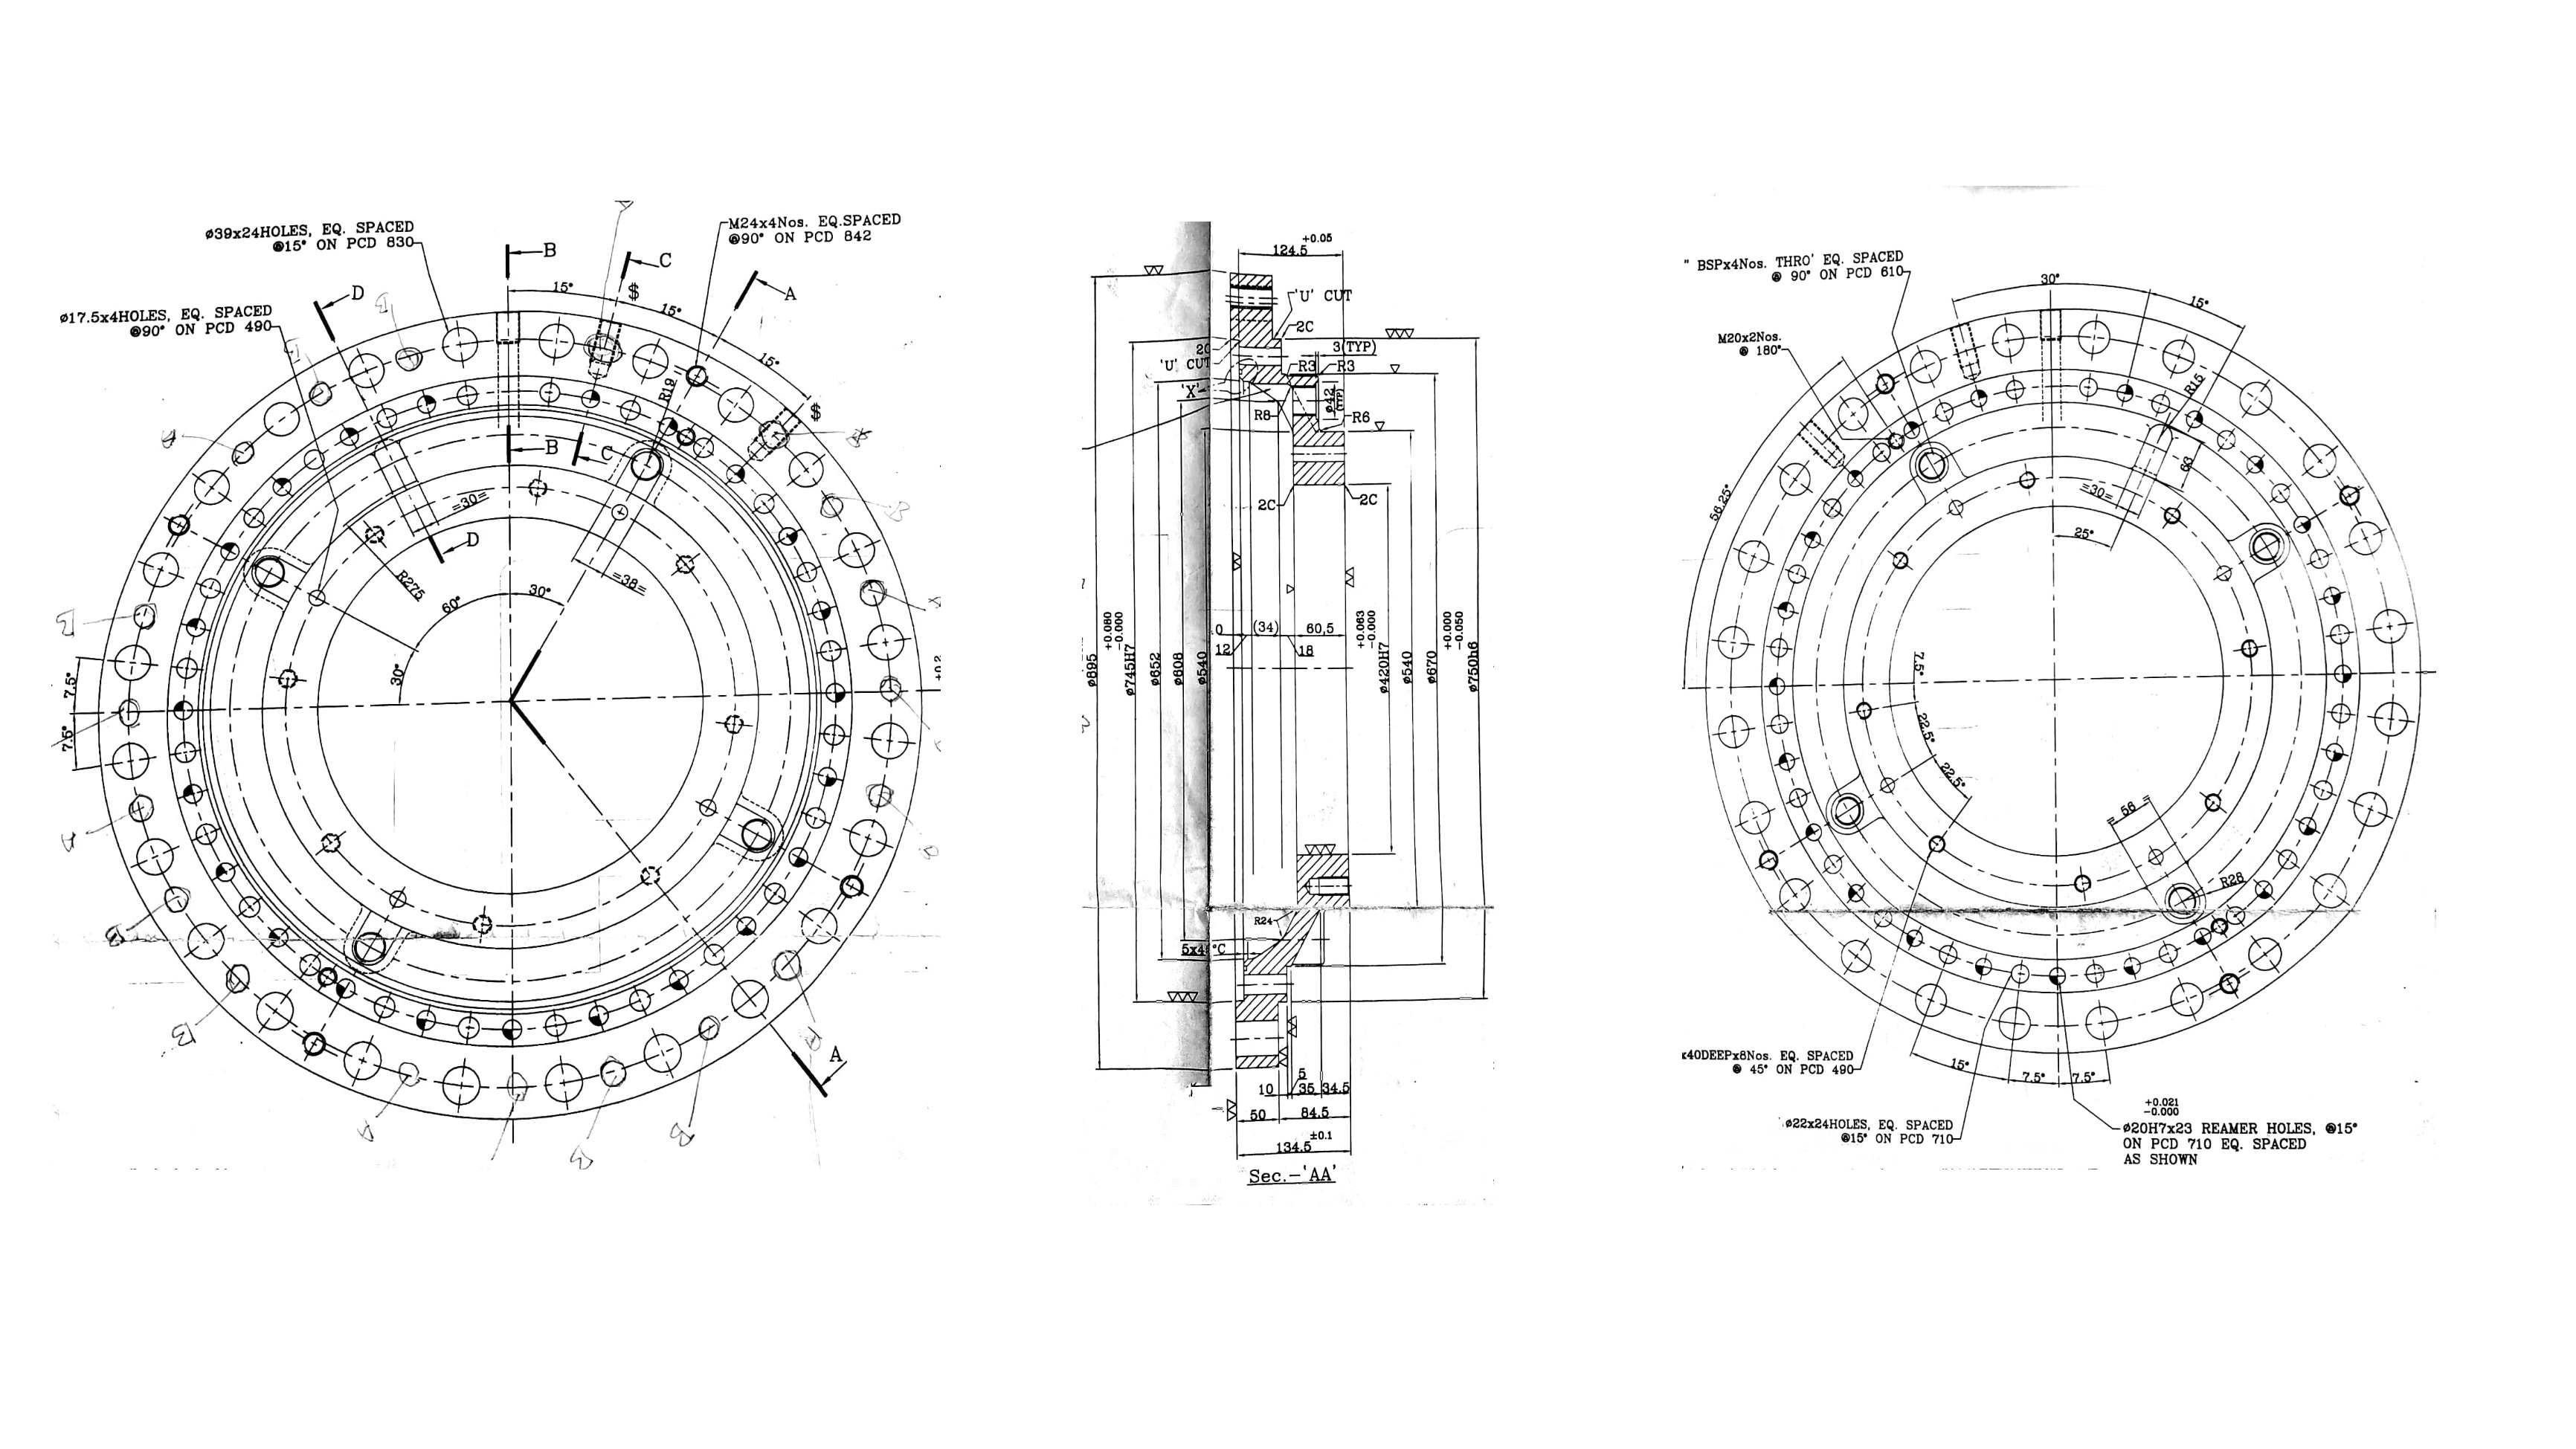 ø39x24HOLES, EQ. SPACED
@15° ON PCD 830
ø17.5x4HOLES, EQ. SPACED
@90° ON PCD 490
M24x4Nos. EQ.SPACED
@90° ON PCD 842
B
C
A
D
15°
$
15°
15°
$
R19
B
C
=30=
D
R275
60°
30°
30°
=38=
7.5°
7.5°
A
B
B
B
B
A
A
B
B
+0.2
+0.05
124.5
'U' CUT
2C
3(TYP)
'U' CUT
R3
R3
'X'
ø42
(TYP)
R8
R6
2C
2C
(34)
60,5
12
18
ø895
+0.080
-0.000
ø745H7
ø652
ø608
ø540
+0.063
-0.000
ø420H7
ø540
ø670
+0.000
-0.050
ø750h6
R24
5
10
35
34.5
50
84.5
±0.1
134.5
Sec.-'AA'
" BSPx4Nos. THRO' EQ. SPACED
@ 90° ON PCD 610
M20x2Nos.
@ 180°
30°
15°
R15
63
=30=
25°
56.25°
7.5°
22.5°
22.5°
= 56 =
R28
x40DEEPx8Nos. EQ. SPACED
@ 45° ON PCD 490
15°
7.5°
7.5°
ø22x24HOLES, EQ. SPACED
@15° ON PCD 710
+0.021
-0.000
ø20H7x23 REAMER HOLES, @15°
ON PCD 710 EQ. SPACED
AS SHOWN